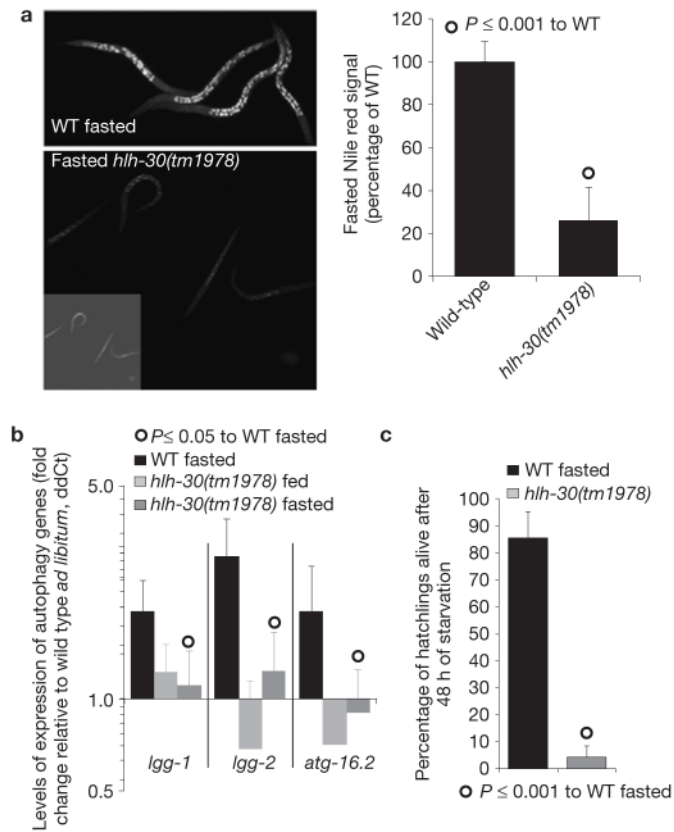 a
WT fasted
Fasted hlh-30(tm1978)
Fasted Nile red signal
(percentage of WT)
120
100
80
60
40
20
0
P ≤ 0.001 to WT
Wild-type
hlh-30(tm1978)
b
Levels of expression of autophagy genes (fold
change relative to wild type ad libitum, ddCt)
P≤ 0.05 to WT fasted
WT fasted
hlh-30(tm1978) fed
hlh-30(tm1978) fasted
5.0
1.0
0.5
lgg-1
lgg-2
atg-16.2
c
WT fasted
hlh-30(tm1978)
Percentage of hatchlings alive after
48 h of starvation
100
90
80
70
60
50
40
30
20
10
0
P ≤ 0.001 to WT fasted